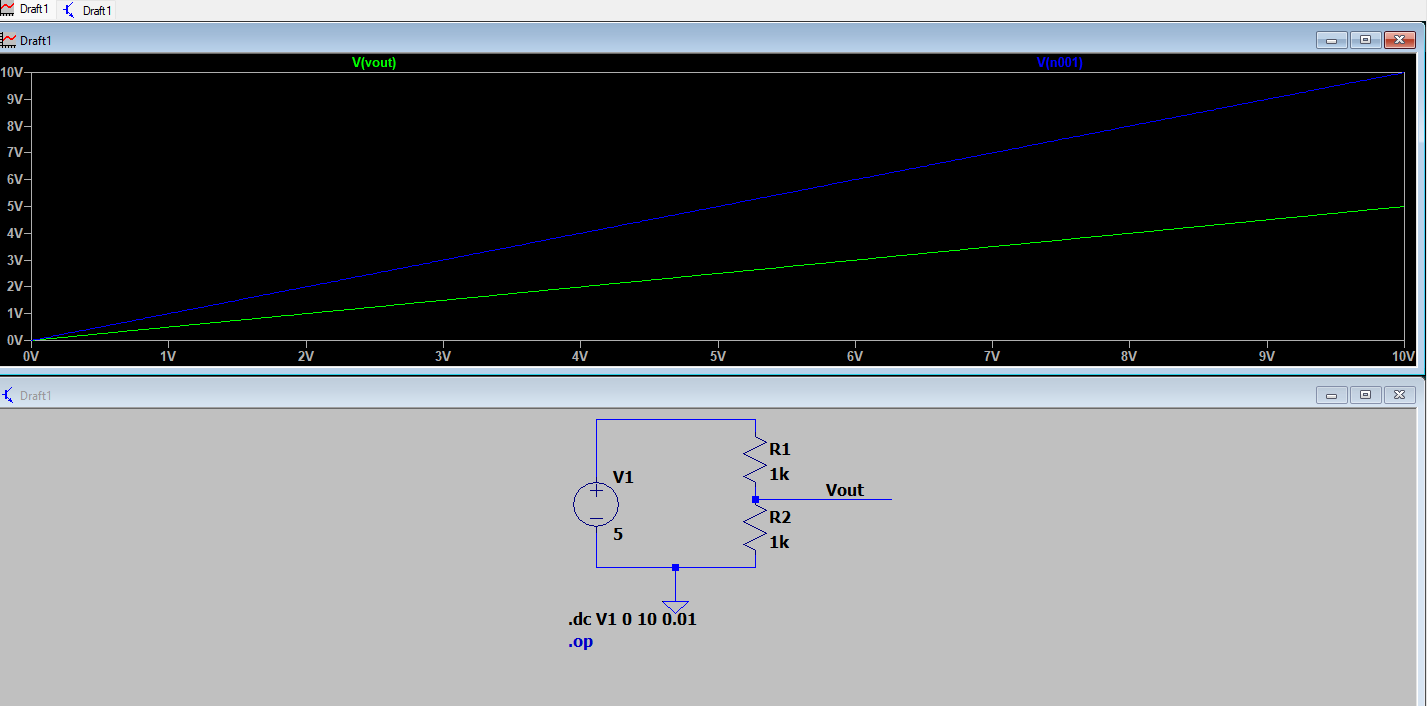 Draft1 Draft1
Draft1
V(vout) V(n001)
10V
9V
8V
7V
6V
5V
4V
3V
2V
1V
0V
0V 1V 2V 3V 4V 5V 6V 7V 8V 9V 10V
Draft1
R1
1k
V1
Vout
R2
5
1k
.dc V1 0 10 0.01
.op